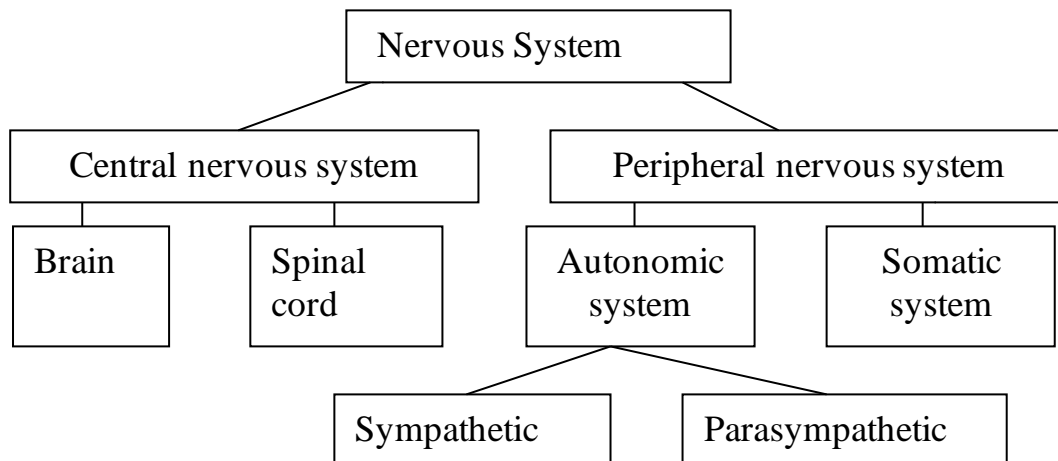 Nervous System
Central nervous system
Peripheral nervous system
Brain
Spinal
cord
Autonomic
system
Somatic
system
Sympathetic
Parasympathetic